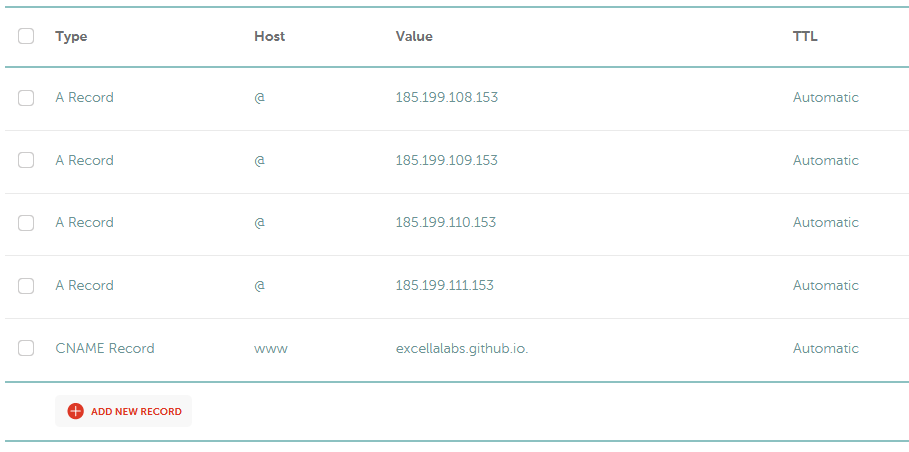 Type Host Value TTL
A Record @ 185.199.108.153 Automatic
A Record @ 185.199.109.153 Automatic
A Record @ 185.199.110.153 Automatic
A Record @ 185.199.111.153 Automatic
CNAME Record www excellalabs.github.io. Automatic
ADD NEW RECORD